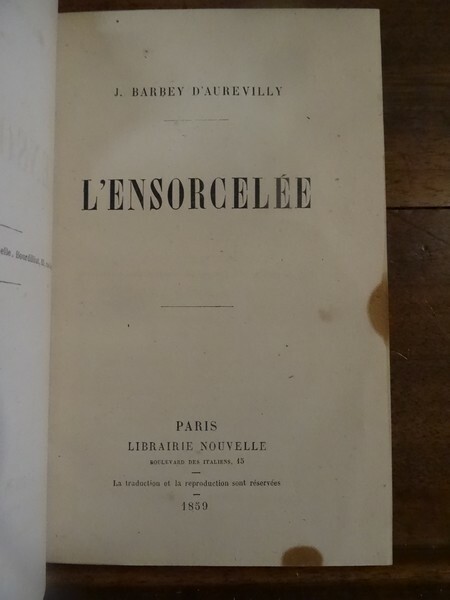 J. BARBEY D'AUREVILLY
L'ENSORCELÉE
PARIS
LIBRAIRIE NOUVELLE
BOULEVARD DES ITALIENS, 15
La traduction et la reproduction sont réservées
1859